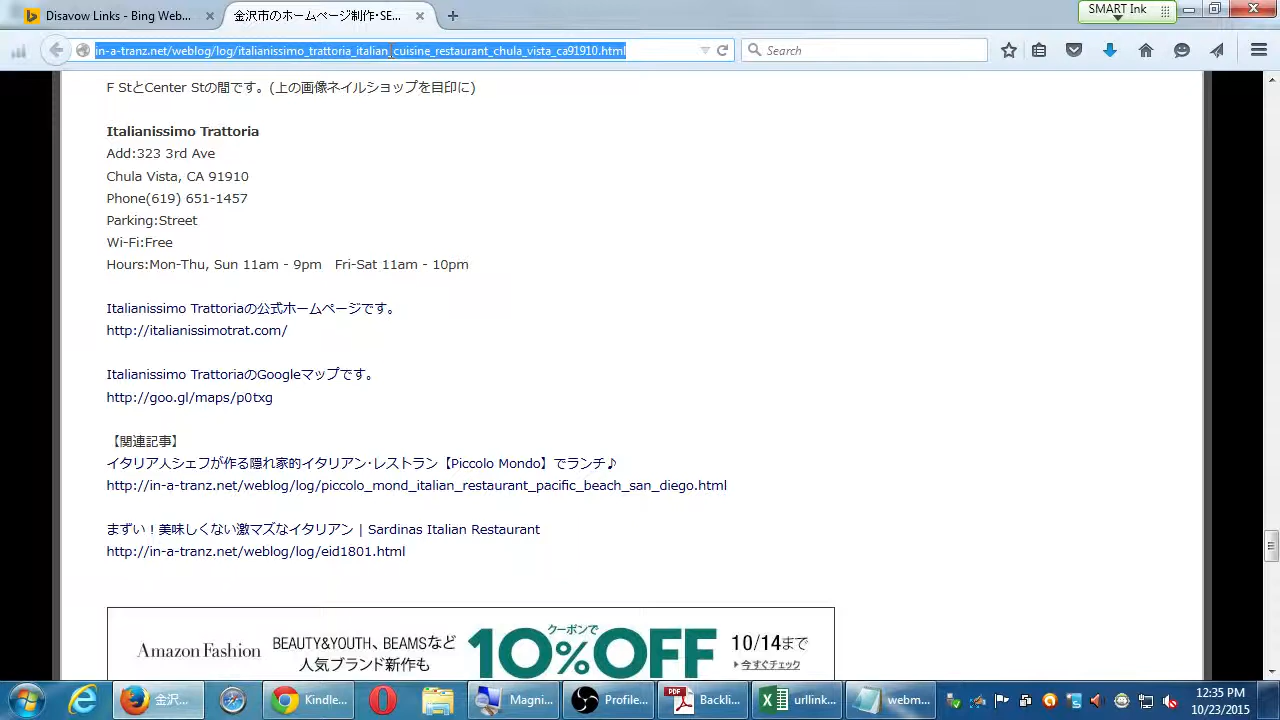 Disavow Links - Bing Web...
金沢市のホームページ制作･SE...
SMART Ink
in-a-tranz.net/weblog/log/italianissimo_trattoria_italian_cuisine_restaurant_chula_vista_ca91910.html
Search
F StとCenter Stの間です。(上の画像ネイルショップを目印に)
Italianissimo Trattoria
Add:323 3rd Ave
Chula Vista, CA 91910
Phone(619) 651-1457
Parking:Street
Wi-Fi:Free
Hours:Mon-Thu, Sun 11am - 9pm　Fri-Sat 11am - 10pm
Italianissimo Trattoriaの公式ホームページです。
http://italianissimotrat.com/
Italianissimo TrattoriaのGoogleマップです。
http://goo.gl/maps/p0txg
【関連記事】
イタリア人シェフが作る隠れ家的イタリアン･レストラン【Piccolo Mondo】でランチ♪
http://in-a-tranz.net/weblog/log/piccolo_mond_italian_restaurant_pacific_beach_san_diego.html
まずい！美味しくない激マズなイタリアン | Sardinas Italian Restaurant
http://in-a-tranz.net/weblog/log/eid1801.html
Amazon Fashion
BEAUTY&YOUTH、BEAMSなど
人気ブランド新作も
クーポンで
10%OFF
10/14まで
今すぐチェック
金沢...
Kindle...
Magni...
Profile...
PDF
Backli...
urllink...
webm...
12:35 PM
10/23/2015